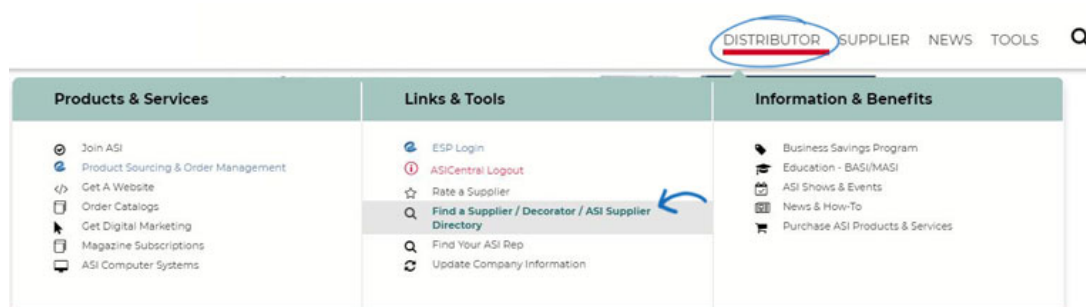 DISTRIBUTOR SUPPLIER NEWS TOOLS
Products & Services
Join ASI
Product Sourcing & Order Management
Get A Website
Order Catalogs
Get Digital Marketing
Magazine Subscriptions
ASI Computer Systems
Links & Tools
ESP Login
ASICentral Logout
Rate a Supplier
Find a Supplier / Decorator / ASI Supplier
Directory
Find Your ASI Rep
Update Company Information
Information & Benefits
Business Savings Program
Education - BASI/MASI
ASI Shows & Events
News & How-To
Purchase ASI Products & Services